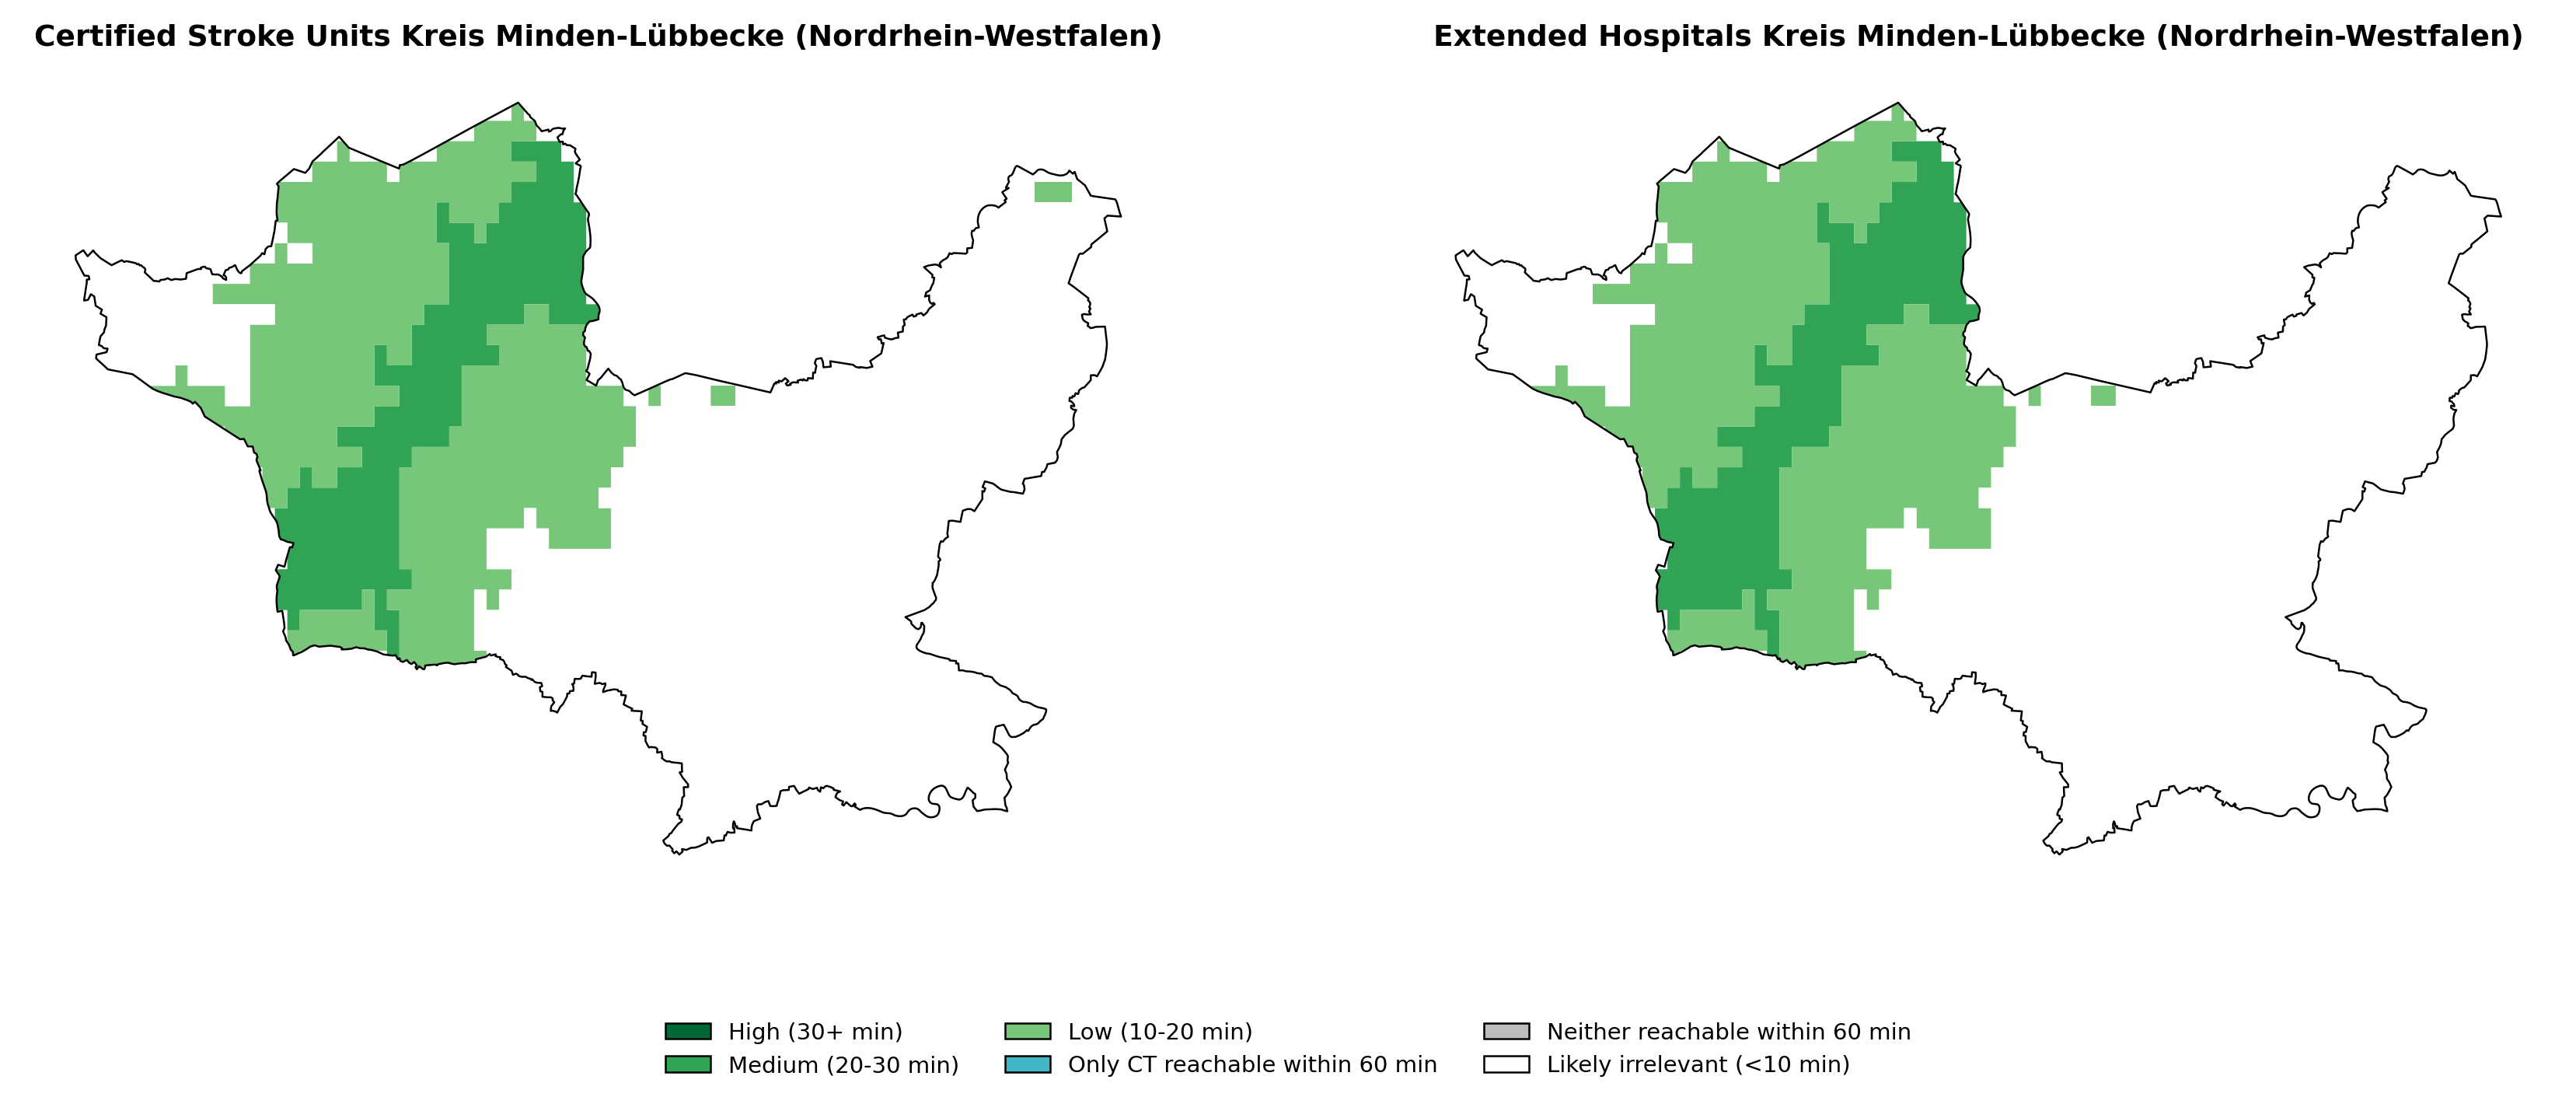 Certified Stroke Units Kreis Minden-Lübbecke (Nordrhein-Westfalen)
Extended Hospitals Kreis Minden-Lübbecke (Nordrhein-Westfalen)
High (30+ min)
Medium (20-30 min)
Low (10-20 min)
Only CT reachable within 60 min
Neither reachable within 60 min
Likely irrelevant (<10 min)